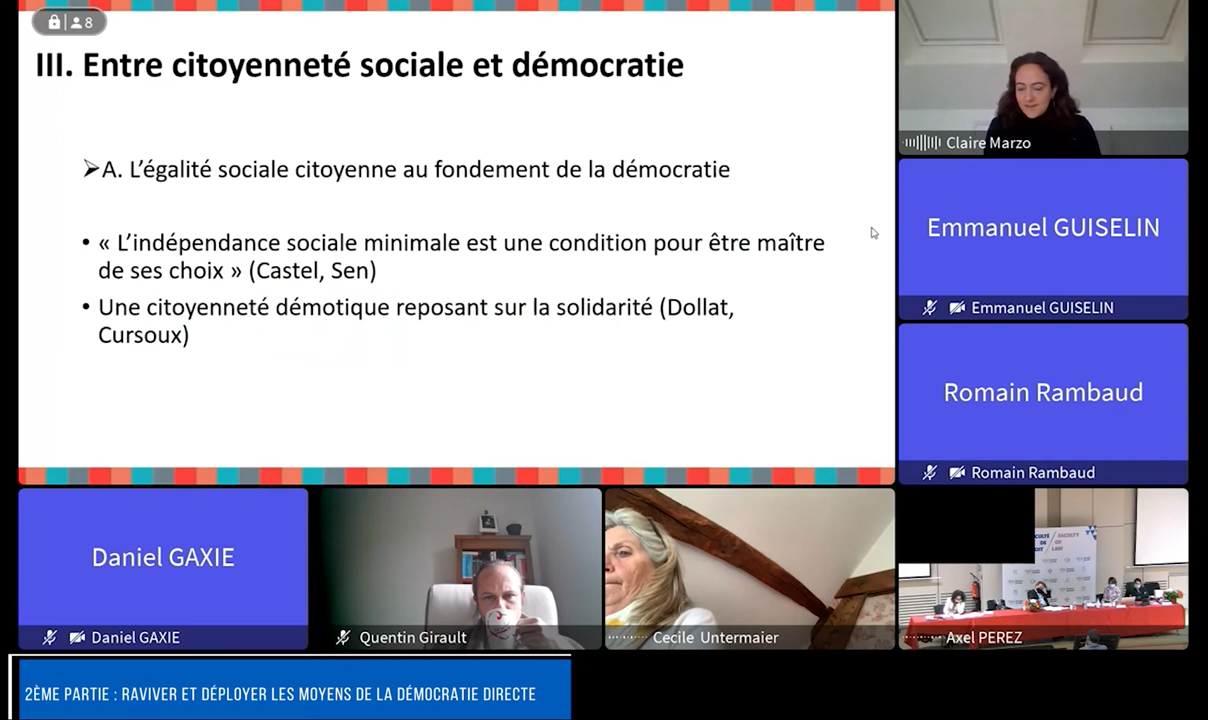 8
III. Entre citoyenneté sociale et démocratie
➢A. L’égalité sociale citoyenne au fondement de la démocratie
• « L’indépendance sociale minimale est une condition pour être maître
de ses choix » (Castel, Sen)
• Une citoyenneté démotique reposant sur la solidarité (Dollat,
Cursoux)
Claire Marzo
Emmanuel GUISELIN
Emmanuel GUISELIN
Romain Rambaud
Romain Rambaud
Daniel GAXIE
Daniel GAXIE
Quentin Girault
Cecile Untermaier
FACULTY
OF
LAW
Axel PEREZ
2ÈME PARTIE : RAVIVER ET DÉPLOYER LES MOYENS DE LA DÉMOCRATIE DIRECTE